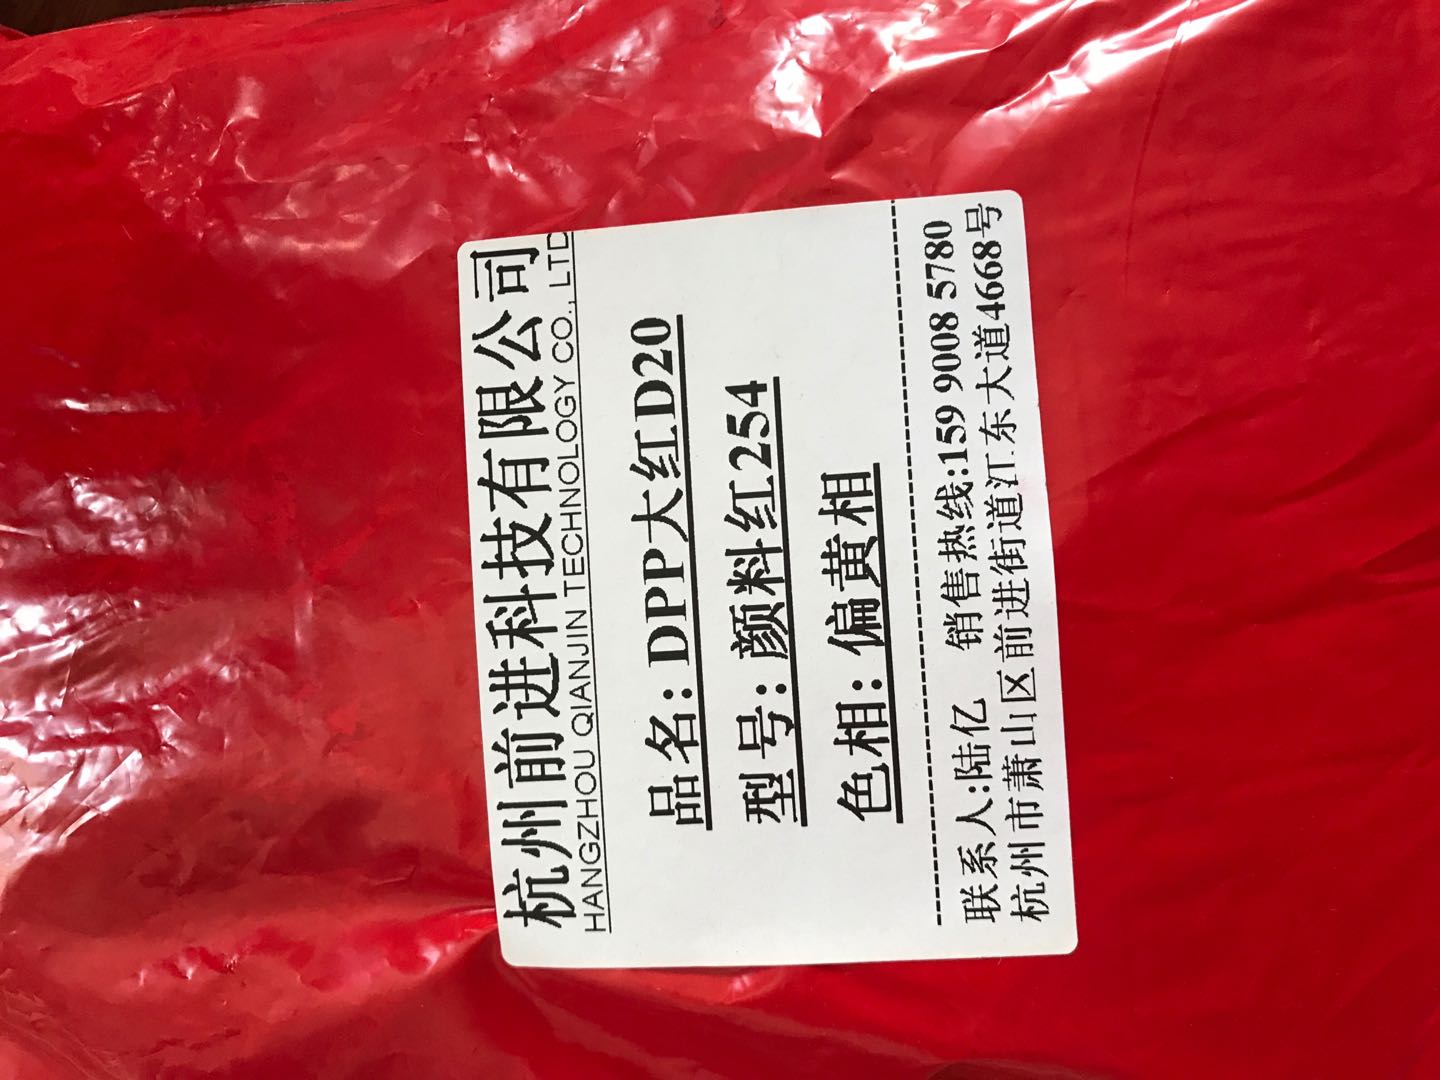 杭州前进科技有限公司
HANGZHOU QIANJIN TECHNOLOGY CO., LTD
品名:DPP大红D20
型号:颜料红254
色相:偏黄相
联系人:陆亿 销售热线:159 9008 5780
杭州市萧山区前进街道江东大道4668号